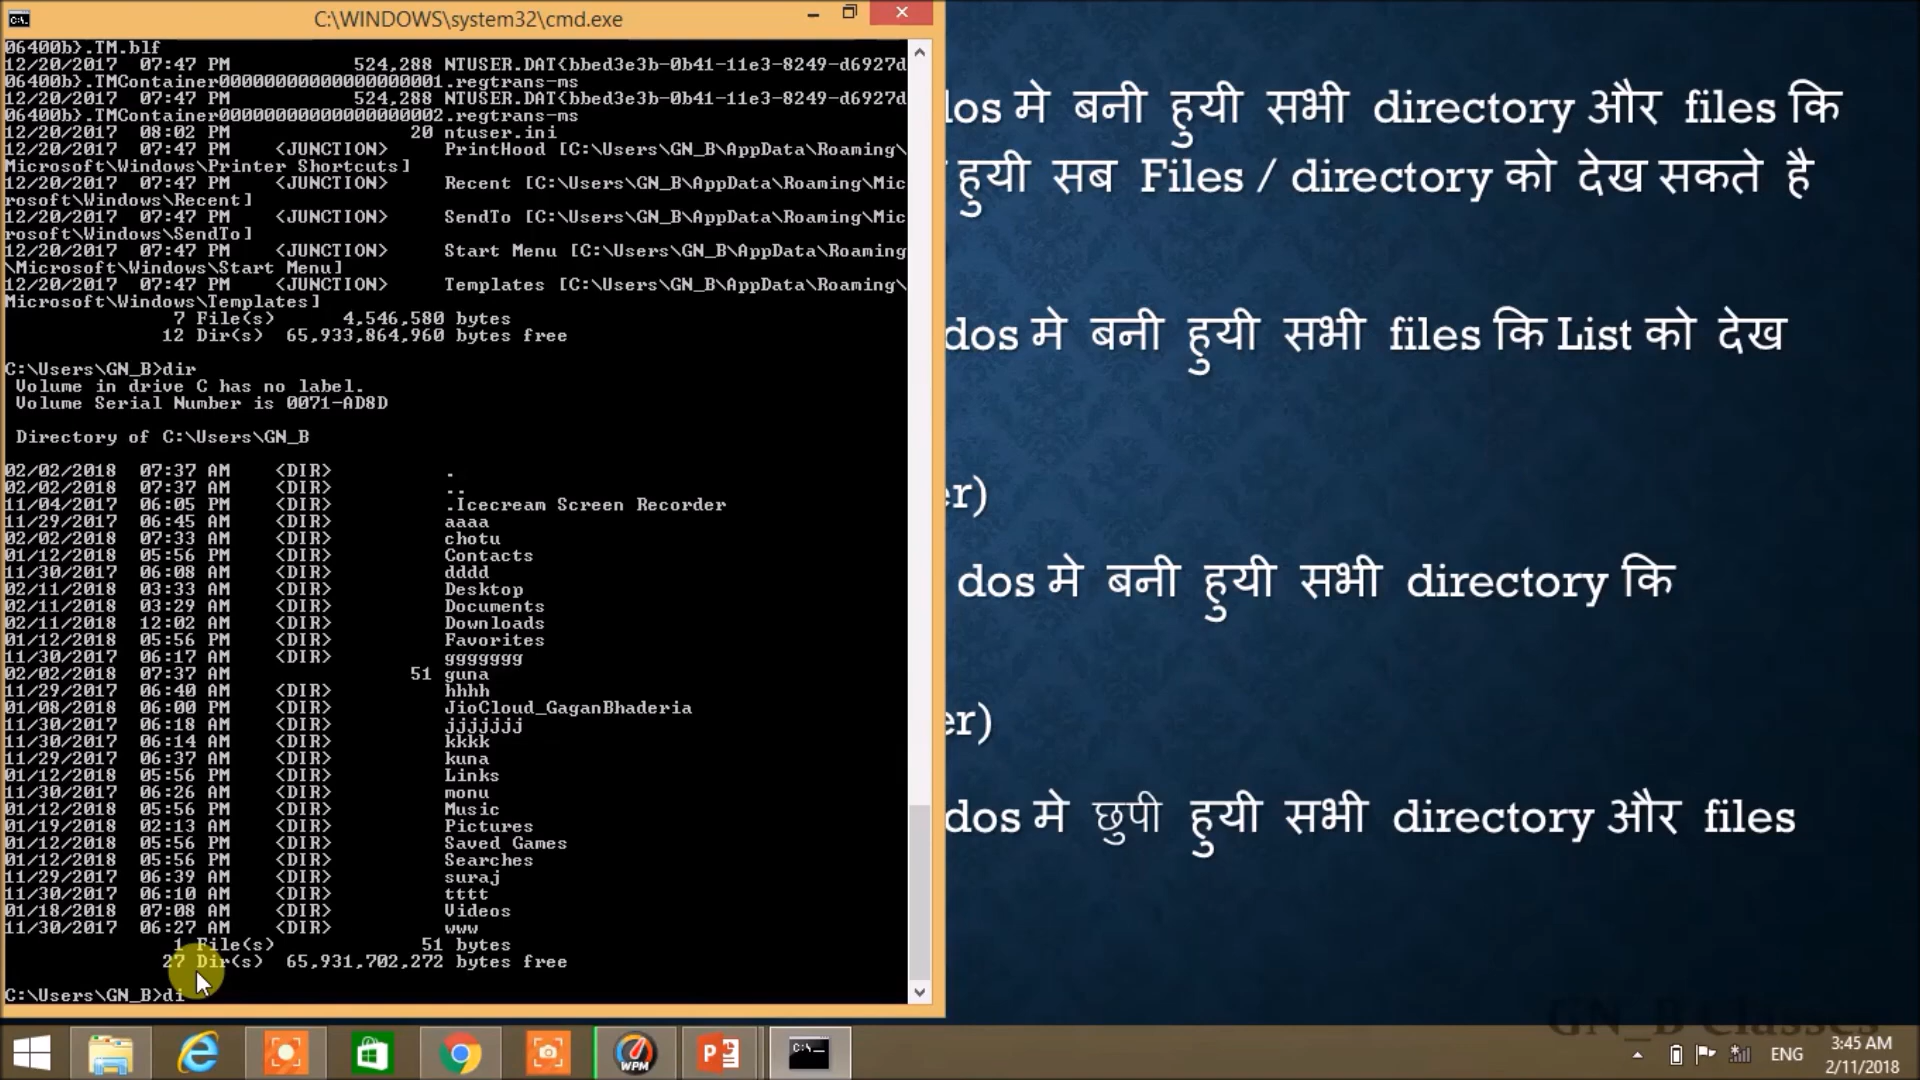 C:\WINDOWS\system32\cmd.exe
06400b}.TM.blf
12/20/2017 07:47 PM 524,288 NTUSER.DAT{bbed3e3b-0b41-11e3-8249-d6927d
06400b}.TMContainer00000000000000000001.regtrans-ms
12/20/2017 07:47 PM 524,288 NTUSER.DAT{bbed3e3b-0b41-11e3-8249-d6927d
06400b}.TMContainer00000000000000000002.regtrans-ms
12/20/2017 08:02 PM 20 ntuser.ini
12/20/2017 07:47 PM <JUNCTION> PrintHood [C:\Users\GN_B\AppData\Roaming\
Microsoft\Windows\Printer Shortcuts]
12/20/2017 07:47 PM <JUNCTION> Recent [C:\Users\GN_B\AppData\Roaming\Mic
rosoft\Windows\Recent]
12/20/2017 07:47 PM <JUNCTION> SendTo [C:\Users\GN_B\AppData\Roaming\Mic
rosoft\Windows\SendTo]
12/20/2017 07:47 PM <JUNCTION> Start Menu [C:\Users\GN_B\AppData\Roaming
\Microsoft\Windows\Start Menu]
12/20/2017 07:47 PM <JUNCTION> Templates [C:\Users\GN_B\AppData\Roaming\
Microsoft\Windows\Templates]
7 File(s) 4,546,580 bytes
12 Dir(s) 65,933,864,960 bytes free
C:\Users\GN_B>dir
Volume in drive C has no label.
Volume Serial Number is 0071-AD8D
Directory of C:\Users\GN_B
02/02/2018 07:37 AM <DIR> .
02/02/2018 07:37 AM <DIR> ..
11/04/2017 06:05 PM <DIR> .Icecream Screen Recorder
11/29/2017 06:45 AM <DIR> aaaa
02/02/2018 07:33 AM <DIR> chotu
01/12/2018 05:56 PM <DIR> Contacts
11/30/2017 06:08 AM <DIR> dddd
02/11/2018 03:33 AM <DIR> Desktop
02/11/2018 03:29 AM <DIR> Documents
02/11/2018 12:02 AM <DIR> Downloads
01/12/2018 05:56 PM <DIR> Favorites
11/30/2017 06:17 AM <DIR> ggggggg
02/02/2018 07:37 AM 51 guna
11/29/2017 06:40 AM <DIR> hhhh
01/08/2018 06:00 PM <DIR> JioCloud_GaganBhaderia
11/30/2017 06:18 AM <DIR> jjjjjjj
11/30/2017 06:14 AM <DIR> kkkk
11/29/2017 06:37 AM <DIR> kuna
01/12/2018 05:56 PM <DIR> Links
11/30/2017 06:26 AM <DIR> monu
01/12/2018 05:56 PM <DIR> Music
01/19/2018 02:13 AM <DIR> Pictures
01/12/2018 05:56 PM <DIR> Saved Games
01/12/2018 05:56 PM <DIR> Searches
11/29/2017 06:39 AM <DIR> suraj
11/30/2017 06:10 AM <DIR> tttt
01/18/2018 07:08 AM <DIR> Videos
11/30/2017 06:27 AM <DIR> www
1 File(s) 51 bytes
27 Dir(s) 65,931,702,272 bytes free
C:\Users\GN_B>di
dos मे बनी हुयी सभी directory और files कि
हुयी सब Files / directory को देख सकते है
dos मे बनी हुयी सभी files कि List को देख
er)
dos मे बनी हुयी सभी directory कि
er)
dos मे छुपी हुयी सभी directory और files
GN_B Classes
WPM
P
C:\_
ENG
3:45 AM
2/11/2018